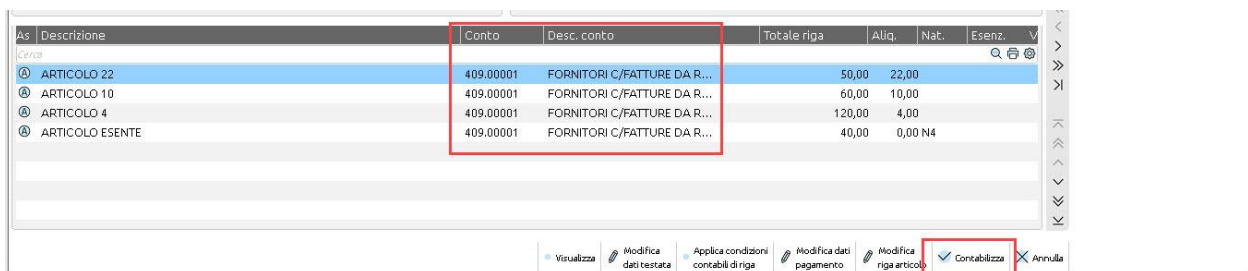 As Descrizione Conto Desc. conto Totale riga Aliq. Nat. Esenz. V
Cerca
A ARTICOLO 22 409.00001 FORNITORI C/FATTURE DA R... 50,00 22,00
A ARTICOLO 10 409.00001 FORNITORI C/FATTURE DA R... 60,00 10,00
A ARTICOLO 4 409.00001 FORNITORI C/FATTURE DA R... 120,00 4,00
A ARTICOLO ESENTE 409.00001 FORNITORI C/FATTURE DA R... 40,00 0,00 N4
Visualizza Modifica dati testata Applica condizioni contabili di riga Modifica dati pagamento Modifica riga articolo Contabilizza Annulla